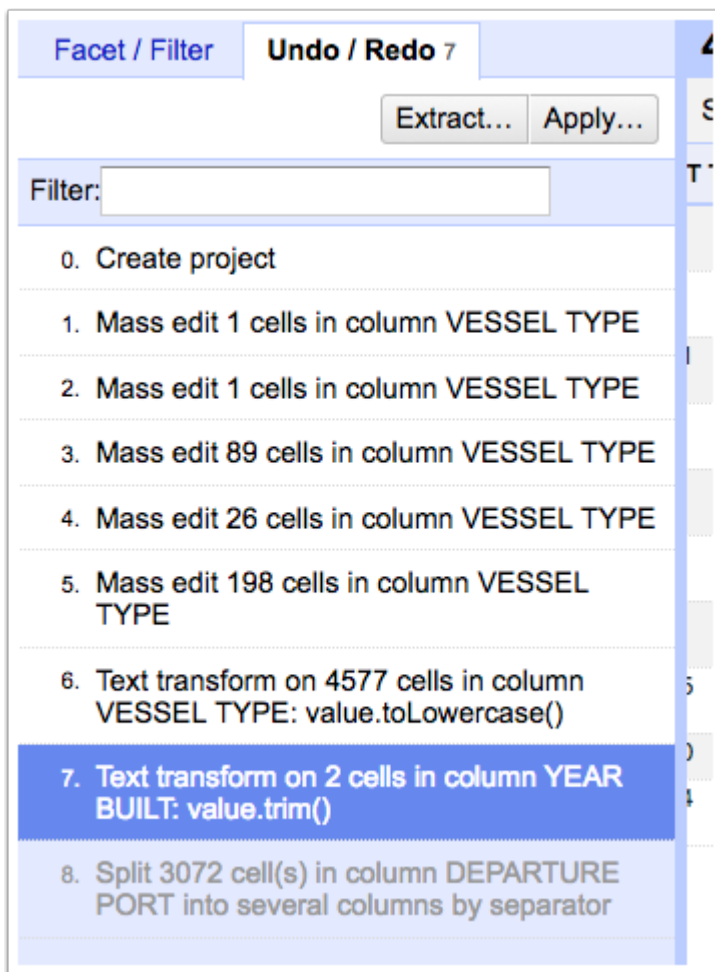 Facet / Filter
Undo / Redo 7
Extract...
Apply...
Filter:
0. Create project
1. Mass edit 1 cells in column VESSEL TYPE
2. Mass edit 1 cells in column VESSEL TYPE
3. Mass edit 89 cells in column VESSEL TYPE
4. Mass edit 26 cells in column VESSEL TYPE
5. Mass edit 198 cells in column VESSEL
TYPE
6. Text transform on 4577 cells in column
VESSEL TYPE: value.toLowercase()
7. Text transform on 2 cells in column YEAR
BUILT: value.trim()
8. Split 3072 cell(s) in column DEPARTURE
PORT into several columns by separator